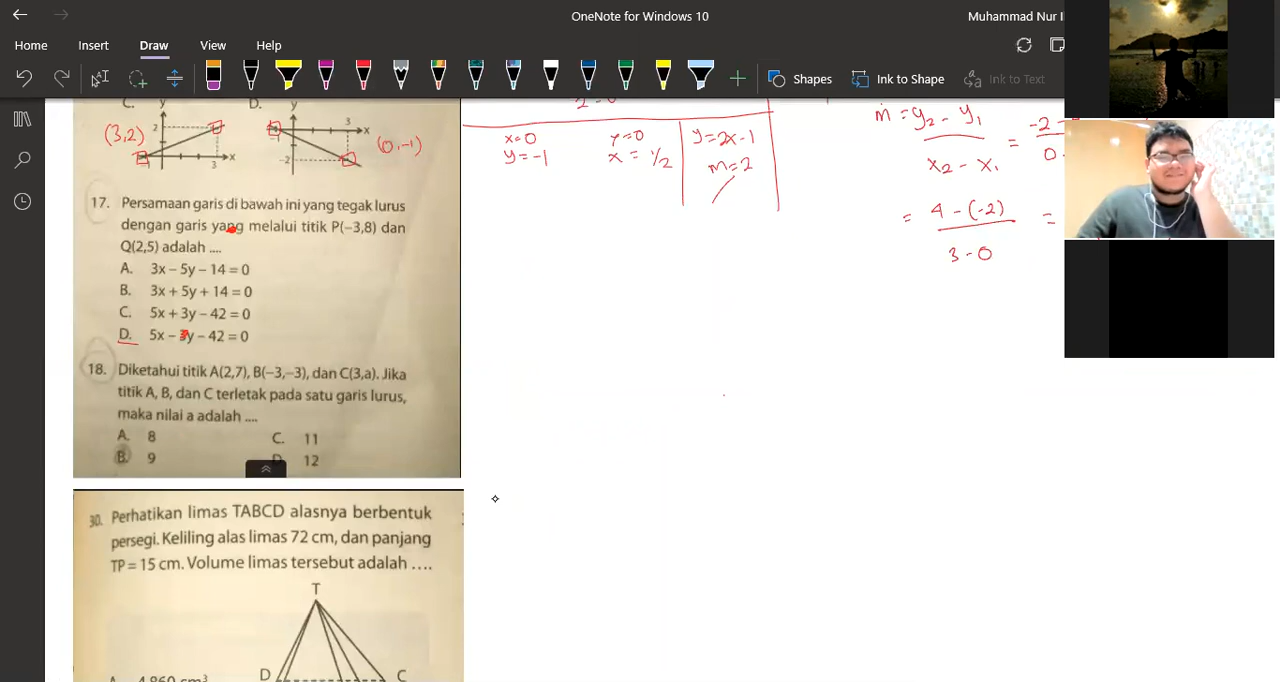 OneNote for Windows 10
Muhammad Nur
Home Insert Draw View Help
Shapes Ink to Shape Ink to Text
C. y D. y
(3,2) 2 3 x
-1 3 x -2 (0,-1)
x=0 y=0 y=2x-1
y=-1 x=1/2 m=2
m = y2 - y1
x2 - x1
= 4-(-2) =
3-0
17. Persamaan garis di bawah ini yang tegak lurus
dengan garis yang melalui titik P(−3,8) dan
Q(2,5) adalah ....
A. 3x − 5y − 14 = 0
B. 3x + 5y + 14 = 0
C. 5x + 3y − 42 = 0
D. 5x − 3y − 42 = 0
18. Diketahui titik A(2,7), B(−3,−3), dan C(3,a). Jika
titik A, B, dan C terletak pada satu garis lurus,
maka nilai a adalah ....
A. 8 C. 11
B. 9 D. 12
30. Perhatikan limas TABCD alasnya berbentuk
persegi. Keliling alas limas 72 cm, dan panjang
TP = 15 cm. Volume limas tersebut adalah ....
T
D C